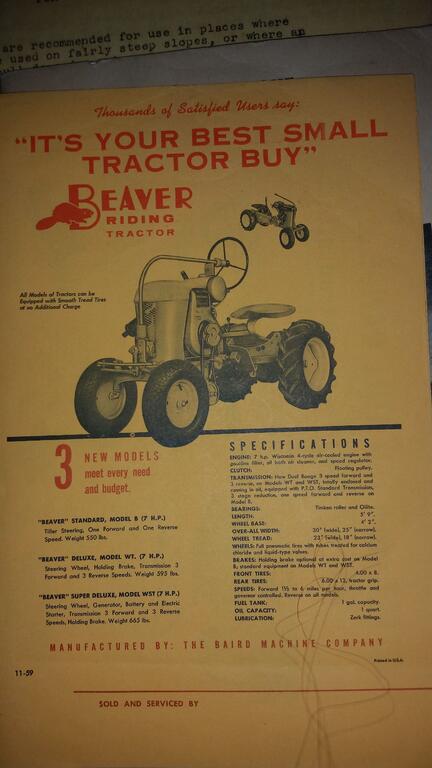 are recommended for use in places where
used on fairly steep slopes, or where an
Thousands of Satisfied Users say:
"IT'S YOUR BEST SMALL
TRACTOR BUY"
BEAVER
RIDING
TRACTOR
All Models of Tractors can be
Equipped with Smooth Tread Tires
at no Additional Charge
3 NEW MODELS
meet every need
and budget.
"BEAVER" STANDARD, MODEL B (7 H.P.)
Tiller Steering, One Forward and One Reverse
Speed. Weight 550 lbs.
"BEAVER" DELUXE, MODEL WT. (7 H.P.)
Steering Wheel, Holding Brake, Transmission 3
Forward and 3 Reverse Speeds. Weight 595 lbs.
"BEAVER" SUPER DELUXE, MODEL WST (7 H.P.)
Steering Wheel, Generator, Battery and Electric
Starter, Transmission 3 Forward and 3 Reverse
Speeds, Holding Brake. Weight 665 lbs.
SPECIFICATIONS
ENGINE: 7 h.p. Wisconsin 4-cycle air-cooled engine with
gasoline filter, oil bath air cleaner, and speed regulator.
CLUTCH: Floating pulley.
TRANSMISSION: New Dual Range 3 speed forward and
3 reverse, on Models WT and WST, totally enclosed and
running in oil, equipped with P.T.O. Standard Transmission,
3 stage reduction, one speed forward and reverse on
Model B.
BEARINGS: Timken roller and Oilite.
LENGTH: 5' 9".
WHEEL BASE: 4' 2".
OVER-ALL WIDTH: 30" (wide), 25" (narrow).
WHEEL TREAD: 23" (wide), 18" (narrow).
WHEELS: Full pneumatic tires with tubes treated for calcium
chloride and liquid-type valves.
BRAKES: Holding brake optional at extra cost on Model
B; standard equipment on Models WT and WST.
FRONT TIRES: 4.00 x 8.
REAR TIRES: 6.00 x 12, tractor grip.
SPEEDS: Forward 1½ to 6 miles per hour, throttle and
governor controlled. Reverse on all models.
FUEL TANK: 1 gal. capacity.
OIL CAPACITY: 1 quart.
LUBRICATION: Zerk fittings.
MANUFACTURED BY: THE BAIRD MACHINE COMPANY
Printed in U.S.A.
11-59
SOLD AND SERVICED BY